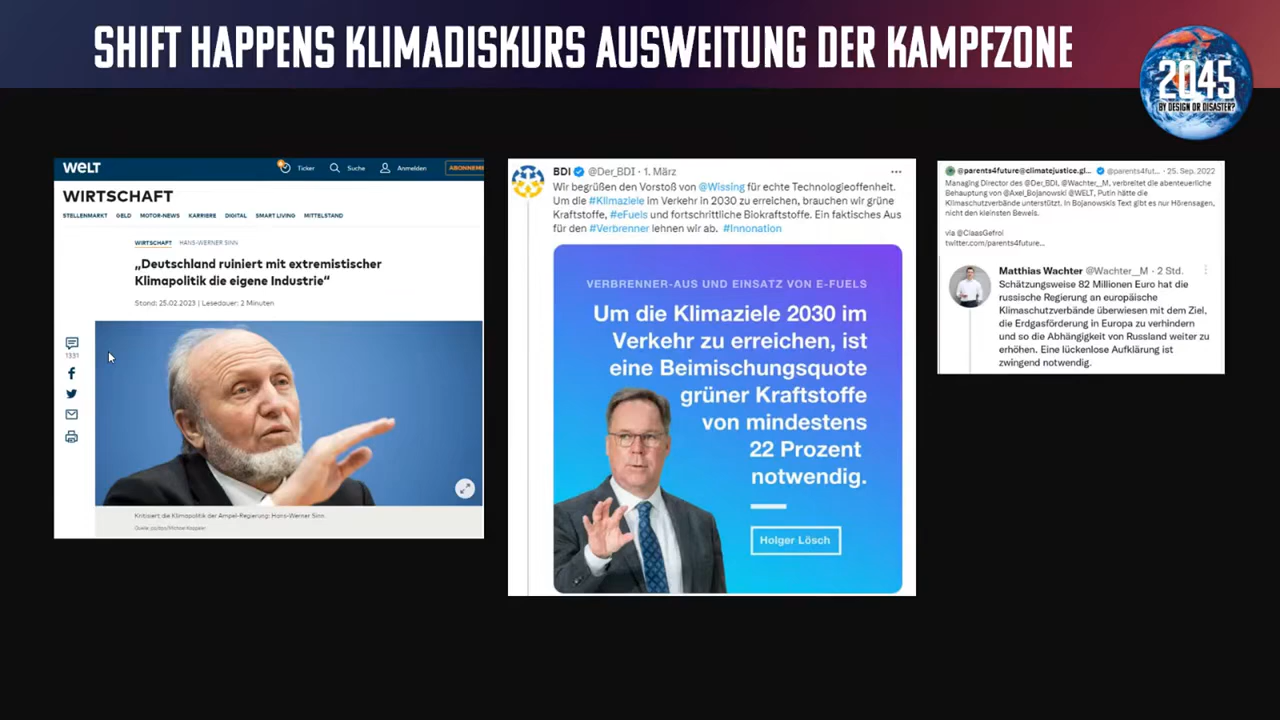 SHIFT HAPPENS KLIMADISKURS AUSWEITUNG DER KAMPFZONE
2045
BY DESIGN OR DISASTER?
WELT
Ticker
Suche
Anmelden
WIRTSCHAFT
STELLENMARKT GELD MOTOR-NEWS KARRIERE DIGITAL SMART LIVING MITTELSTAND
WIRTSCHAFT HANS-WERNER SINN
„Deutschland ruiniert mit extremistischer
Klimapolitik die eigene Industrie“
Stand: 25.02.2023 | Lesedauer: 2 Minuten
1331
Kritisiert die Klimapolitik der Ampel-Regierung: Hans-Werner Sinn
BDI @Der_BDI · 1. März
Wir begrüßen den Vorstoß von @Wissing für echte Technologieoffenheit.
Um die #Klimaziele im Verkehr in 2030 zu erreichen, brauchen wir grüne
Kraftstoffe, #eFuels und fortschrittliche Biokraftstoffe. Ein faktisches Aus
für den #Verbrenner lehnen wir ab. #Innonation
VERBRENNER-AUS UND EINSATZ VON E-FUELS
Um die Klimaziele 2030 im
Verkehr zu erreichen, ist
eine Beimischungsquote
grüner Kraftstoffe
von mindestens
22 Prozent
notwendig.
Holger Lösch
@parents4future@climatejustice.gl... @parents4fut... · 25. Sep. 2022
Managing Director des @Der_BDI, @Wachter__M, verbreitet die abenteuerliche
Behauptung von @Axel_Bojanowski @WELT, Putin hätte die
Klimaschutzverbände unterstützt. In Bojanowskis Text gibt es nur Hörensagen,
nicht den kleinsten Beweis.
via @ClaasGefroi
twitter.com/parents4future...
Matthias Wachter @Wachter__M · 2 Std.
Schätzungsweise 82 Millionen Euro hat die
russische Regierung an europäische
Klimaschutzverbände überwiesen mit dem Ziel,
die Erdgasförderung in Europa zu verhindern
und so die Abhängigkeit von Russland weiter zu
erhöhen. Eine lückenlose Aufklärung ist
zwingend notwendig.